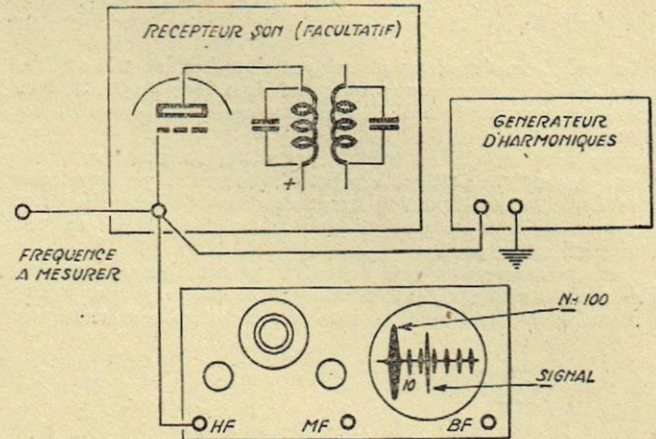 RECEPTEUR SON (FACULTATIF)
GENERATEUR
D'HARMONIQUES
+
FREQUENCE
A MESURER
N=100
10
SIGNAL
HF
MF
BF